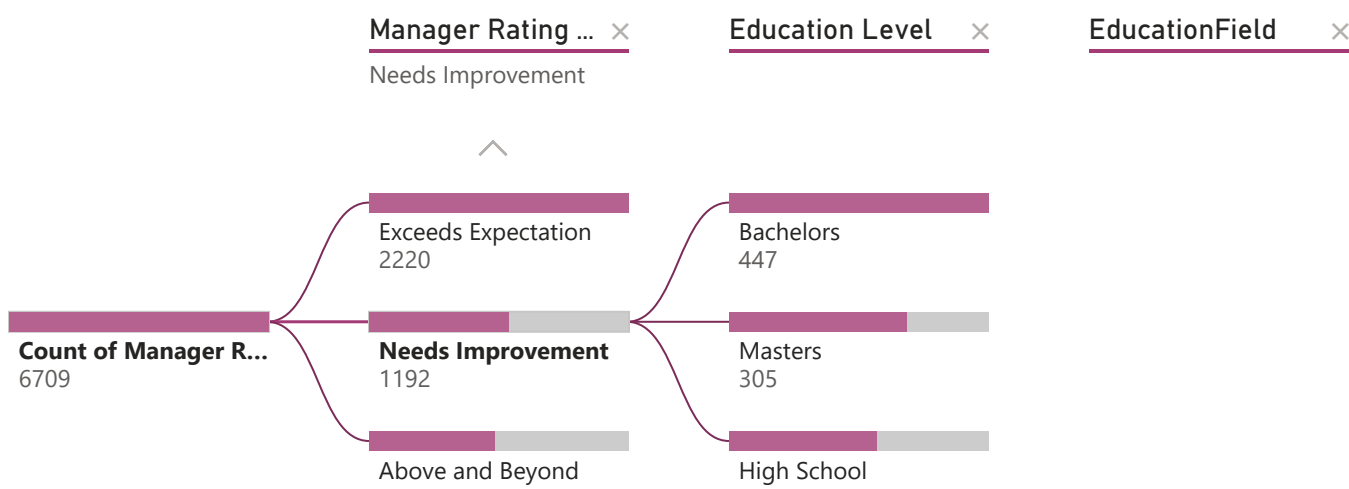 Manager Rating ...
Education Level
EducationField
Needs Improvement
Exceeds Expectation
2220
Bachelors
447
Count of Manager R...
6709
Needs Improvement
1192
Masters
305
Above and Beyond
High School